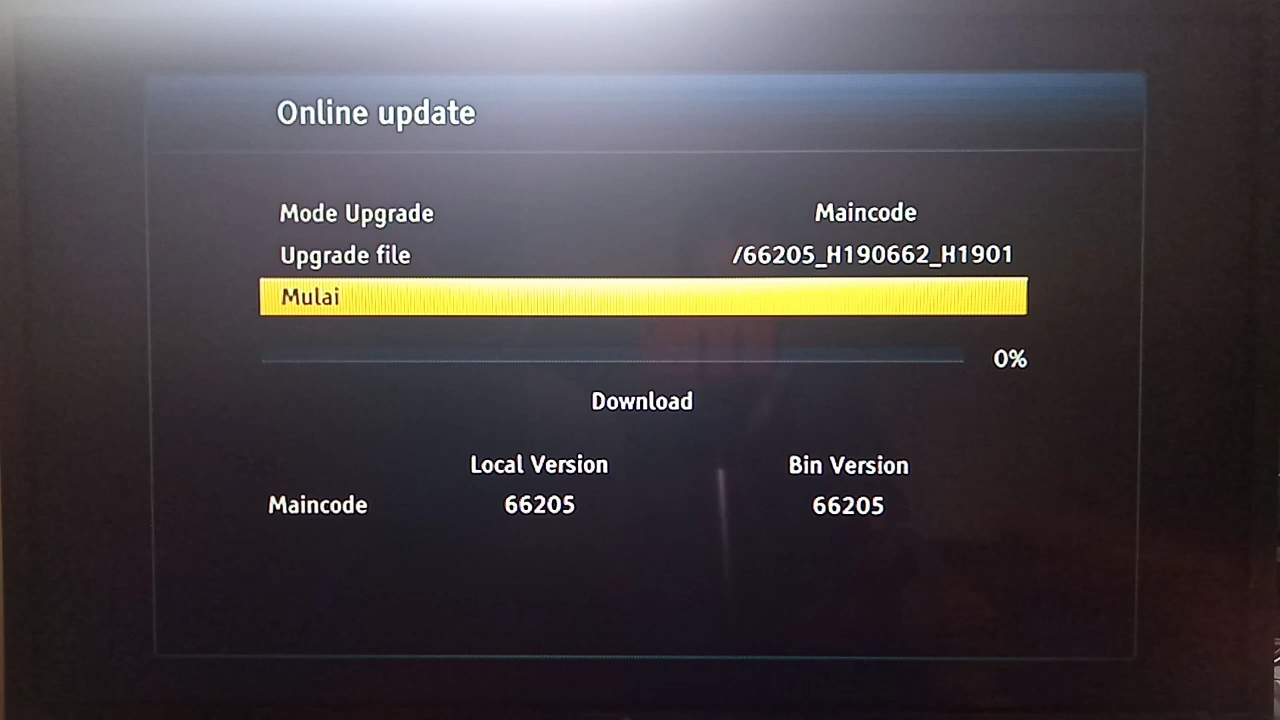 Online update
Mode Upgrade Maincode
Upgrade file /66205_H190662_H1901
Mulai
0%
Download
Local Version Bin Version
Maincode 66205 66205